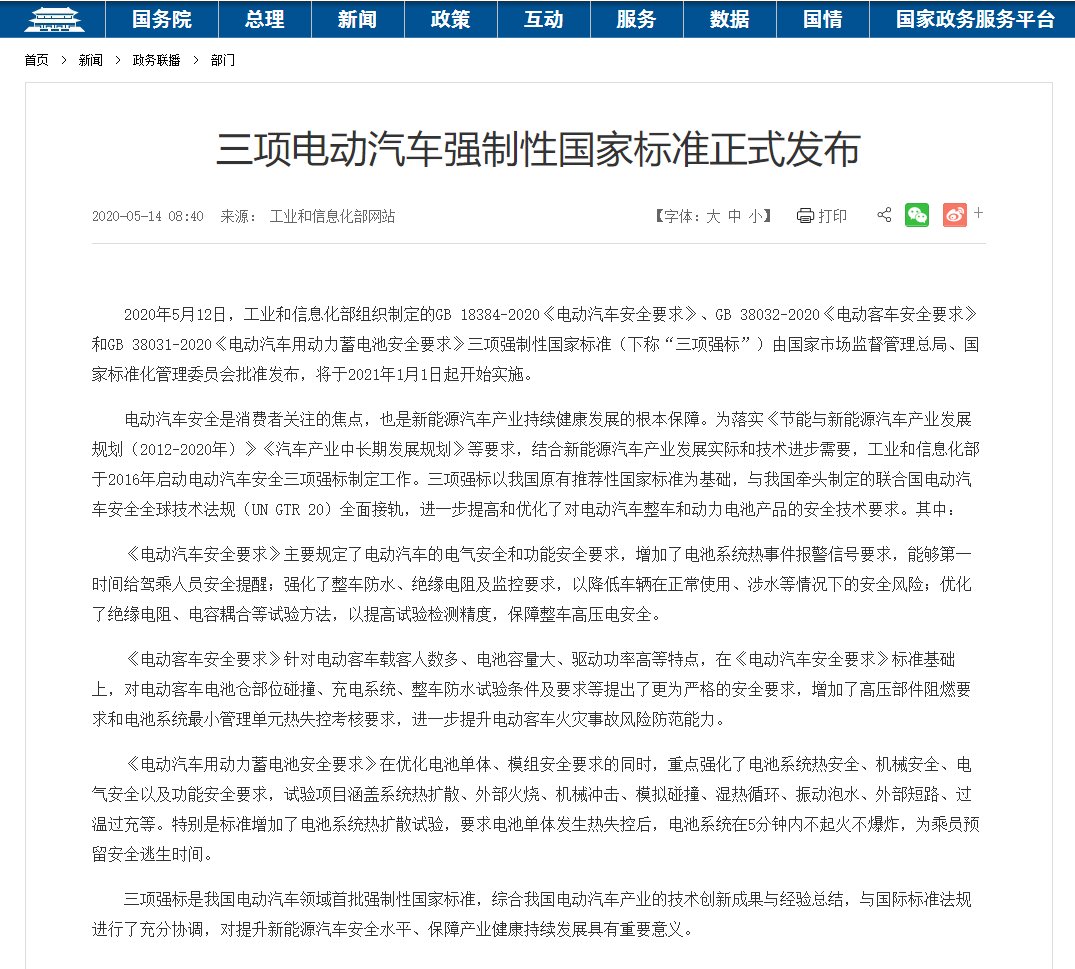 国务院 总理 新闻 政策 互动 服务 数据 国情 国家政务服务平台
首页 > 新闻 > 政务联播 > 部门
三项电动汽车强制性国家标准正式发布
2020-05-14 08:40 来源： 工业和信息化部网站 【字体：大 中 小】 打印 +
2020年5月12日，工业和信息化部组织制定的GB 18384-2020《电动汽车安全要求》、GB 38032-2020《电动客车安全要求》
和GB 38031-2020《电动汽车用动力蓄电池安全要求》三项强制性国家标准（下称“三项强标”）由国家市场监督管理总局、国
家标准化管理委员会批准发布，将于2021年1月1日起开始实施。
电动汽车安全是消费者关注的焦点，也是新能源汽车产业持续健康发展的根本保障。为落实《节能与新能源汽车产业发展
规划（2012-2020年）》《汽车产业中长期发展规划》等要求，结合新能源汽车产业发展实际和技术进步需要，工业和信息化部
于2016年启动电动汽车安全三项强标制定工作。三项强标以我国原有推荐性国家标准为基础，与我国牵头制定的联合国电动汽
车安全全球技术法规（UN GTR 20）全面接轨，进一步提高和优化了对电动汽车整车和动力电池产品的安全技术要求。其中：
《电动汽车安全要求》主要规定了电动汽车的电气安全和功能安全要求，增加了电池系统热事件报警信号要求，能够第一
时间给驾乘人员安全提醒；强化了整车防水、绝缘电阻及监控要求，以降低车辆在正常使用、涉水等情况下的安全风险；优化
了绝缘电阻、电容耦合等试验方法，以提高试验检测精度，保障整车高压电安全。
《电动客车安全要求》针对电动客车载客人数多、电池容量大、驱动功率高等特点，在《电动汽车安全要求》标准基础
上，对电动客车电池仓部位碰撞、充电系统、整车防水试验条件及要求等提出了更为严格的安全要求，增加了高压部件阻燃要
求和电池系统最小管理单元热失控考核要求，进一步提升电动客车火灾事故风险防范能力。
《电动汽车用动力蓄电池安全要求》在优化电池单体、模组安全要求的同时，重点强化了电池系统热安全、机械安全、电
气安全以及功能安全要求，试验项目涵盖系统热扩散、外部火烧、机械冲击、模拟碰撞、湿热循环、振动泡水、外部短路、过
温过充等。特别是标准增加了电池系统热扩散试验，要求电池单体发生热失控后，电池系统在5分钟内不起火不爆炸，为乘员预
留安全逃生时间。
三项强标是我国电动汽车领域首批强制性国家标准，综合我国电动汽车产业的技术创新成果与经验总结，与国际标准法规
进行了充分协调，对提升新能源汽车安全水平、保障产业健康持续发展具有重要意义。